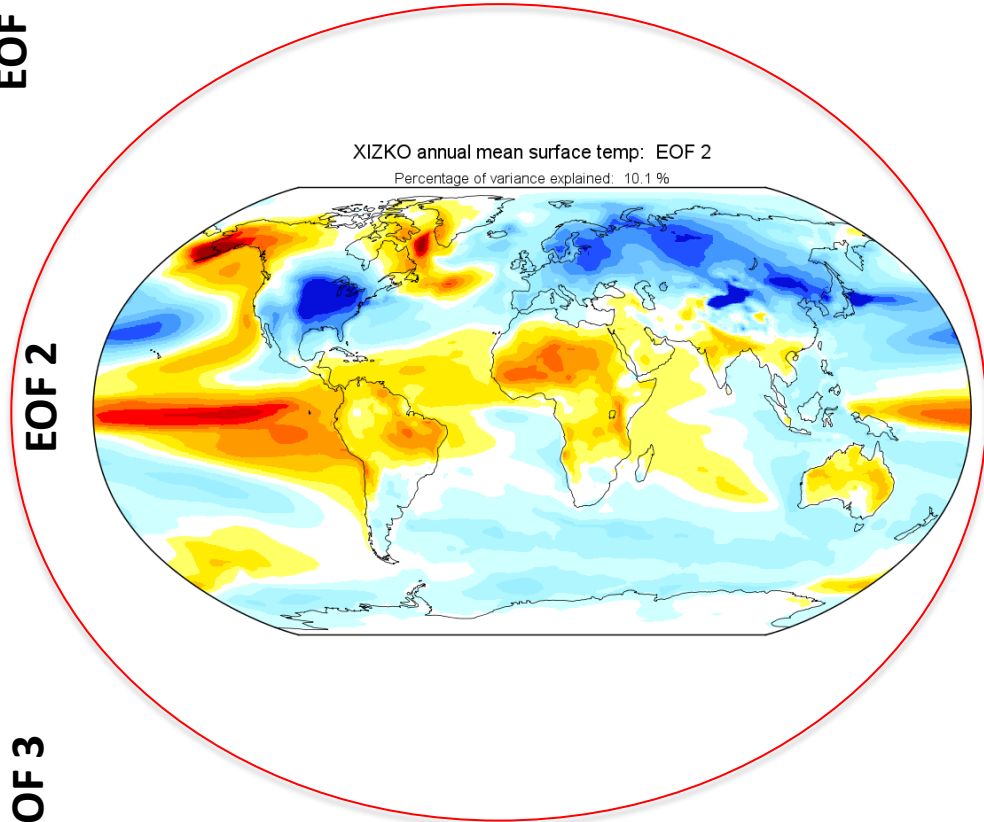 EOF
XIZKO annual mean surface temp: EOF 2
Percentage of variance explained: 10.1 %
EOF 2
OF 3